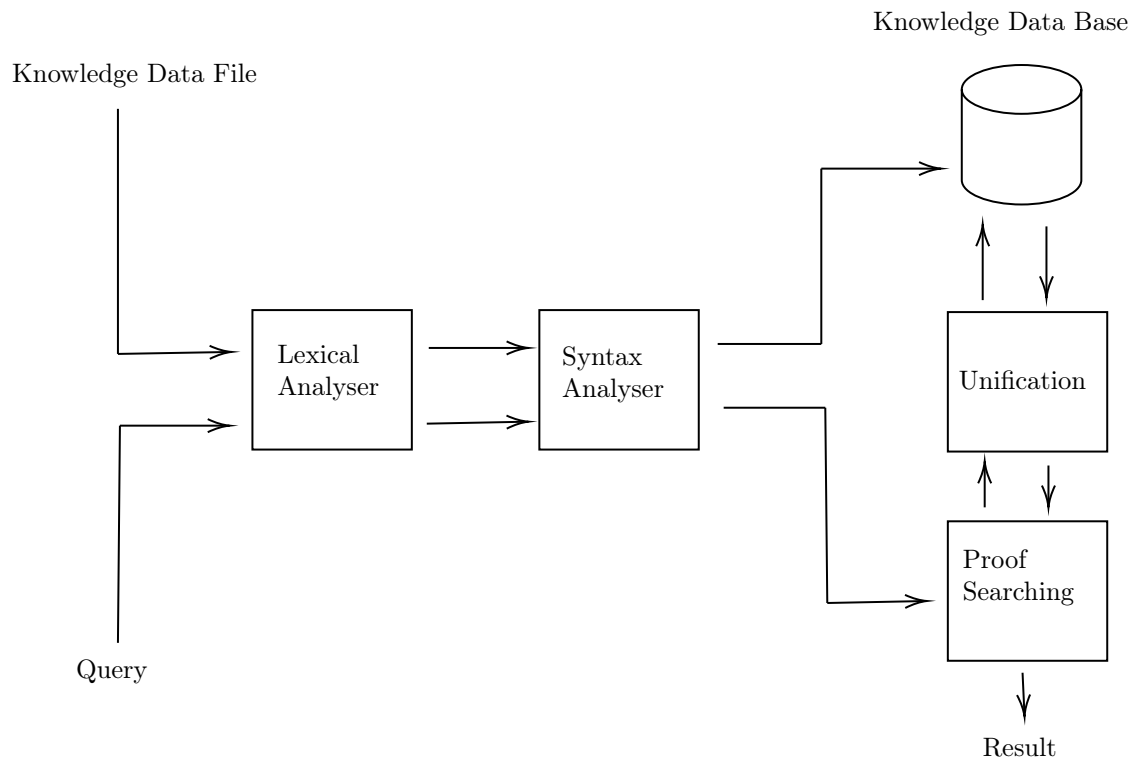 Knowledge Data Base
Knowledge Data File
Lexical
Analyser
Syntax
Analyser
Unification
Proof
Searching
Query
Result